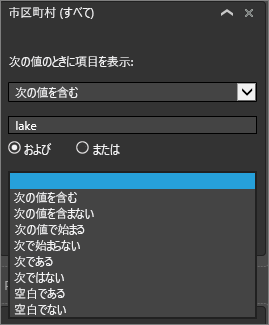 市区町村 (すべて)
次の値のときに項目を表示:
次の値を含む
lake
および または
次の値を含む
次の値を含まない
次の値で始まる
次で始まらない
次である
次ではない
空白である
空白でない